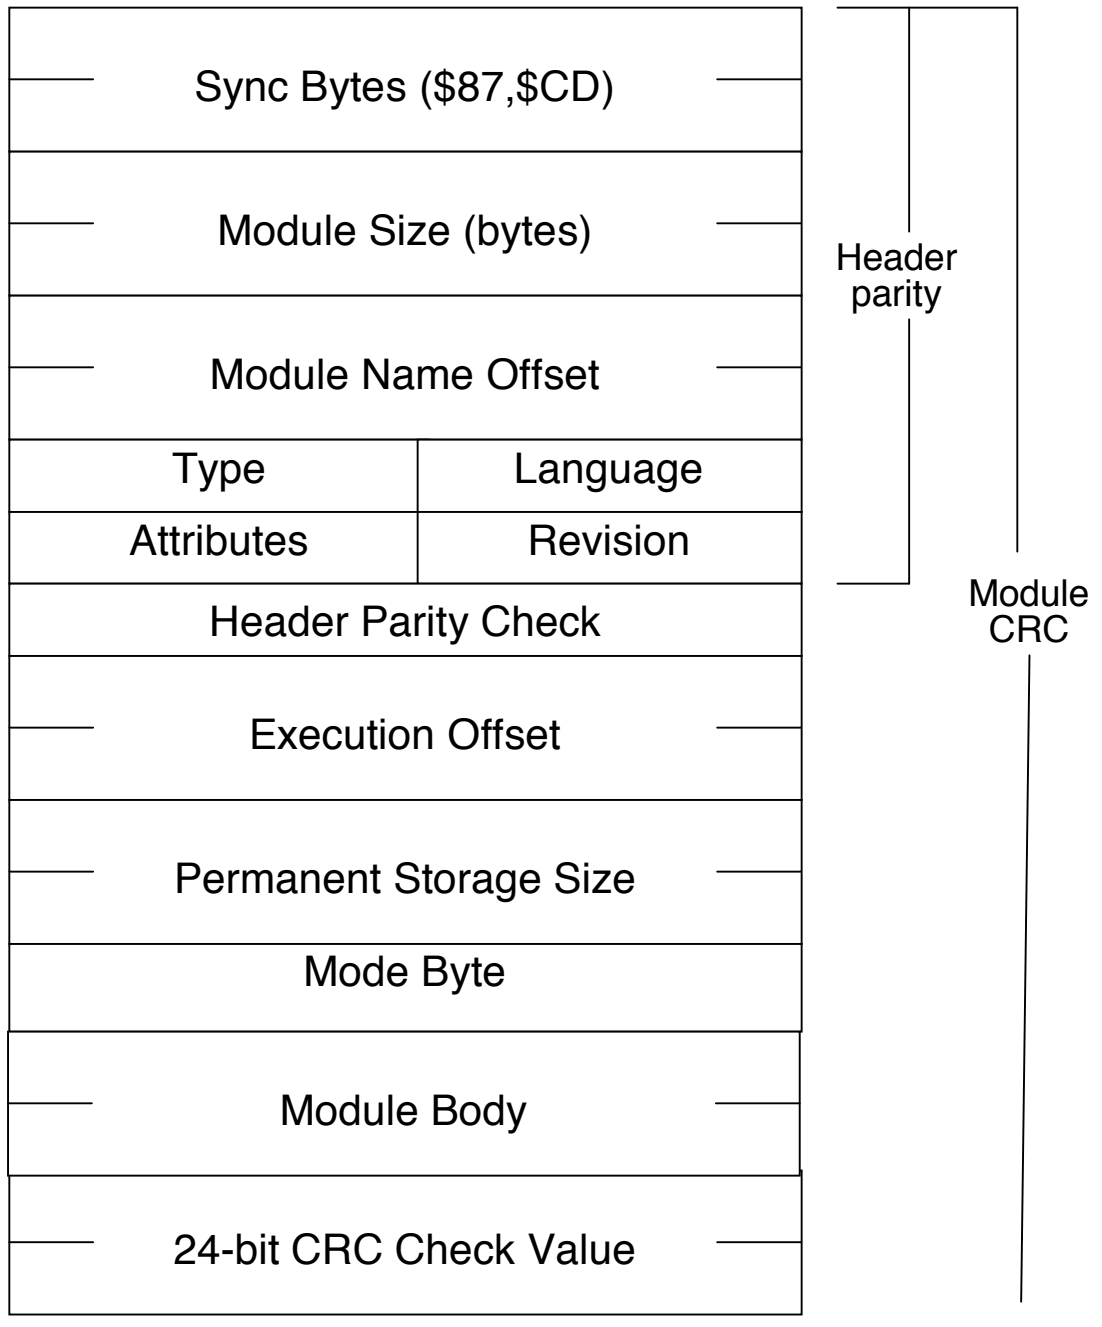 Sync Bytes ($87,$CD)
Module Size (bytes)
Header
parity
Module Name Offset
Type
Language
Attributes
Revision
Module
CRC
Header Parity Check
Execution Offset
Permanent Storage Size
Mode Byte
Module Body
24-bit CRC Check Value